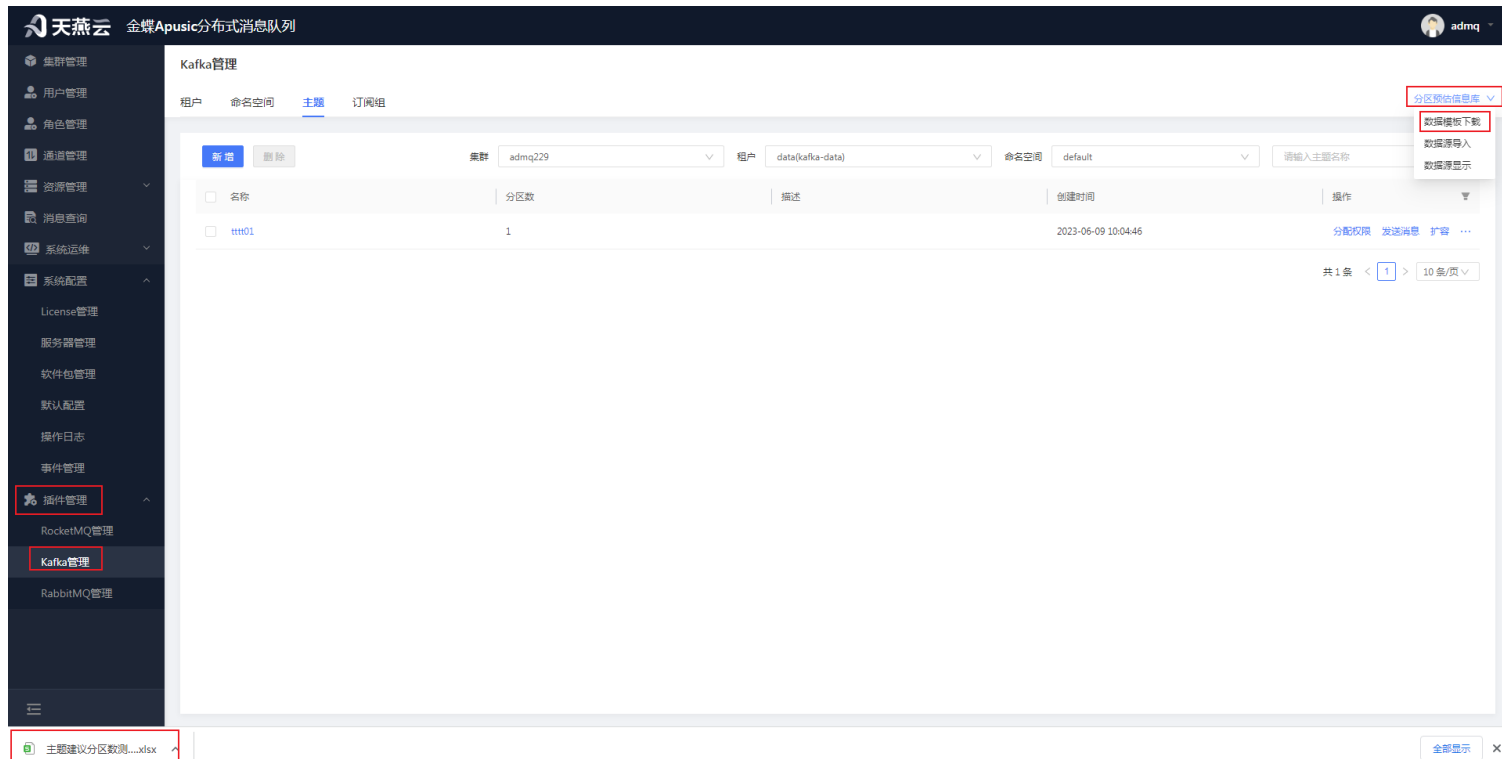 天燕云 金蝶Apusic分布式消息队列 admq
集群管理
用户管理
角色管理
通道管理
资源管理
消息查询
系统运维
系统配置
License管理
服务器管理
软件包管理
默认配置
操作日志
事件管理
插件管理
RocketMQ管理
Kafka管理
RabbitMQ管理
Kafka管理
租户 命名空间 主题 订阅组 分区预估信息库
数据模板下载
数据源导入
数据源显示
新增 删除 集群 admq229 租户 data(kafka-data) 命名空间 default 请输入主题名称
名称 分区数 描述 创建时间 操作
tttt01 1 2023-06-09 10:04:46 分配权限 发送消息 扩容 ···
共 1 条 < 1 > 10 条/页
主题建议分区数测....xlsx 全部显示